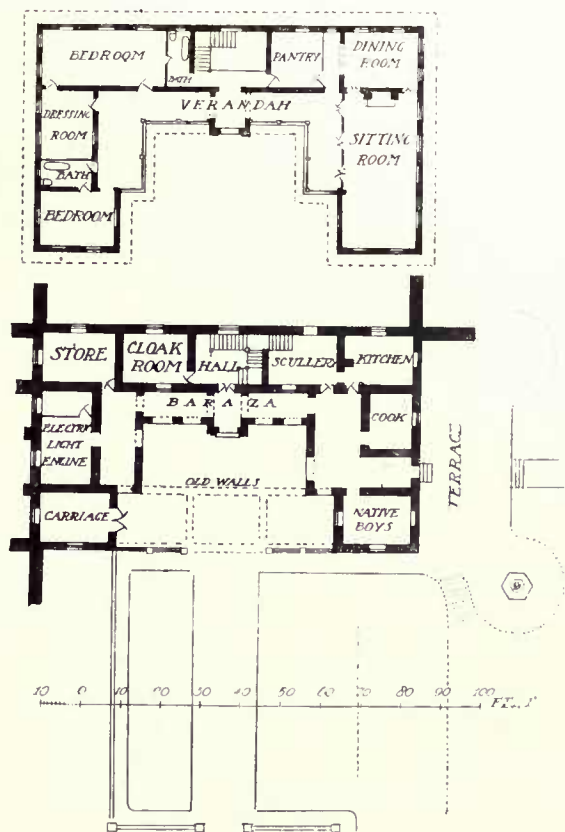 BEDROOM
BATH
PANTRY
DINING
ROOM
VERANDAH
DRESSING
ROOM
SITTING
ROOM
BATH
BEDROOM
STORE
CLOAK
ROOM
HALL
SCULLERY
KITCHEN
BARAZA
COOK
ELECTRIC
LIGHT
ENGINE
TERRACE
OLD WALLS
CARRIAGE
NATIVE
BOYS
10 0 10 20 30 40 50 60 70 80 90 100